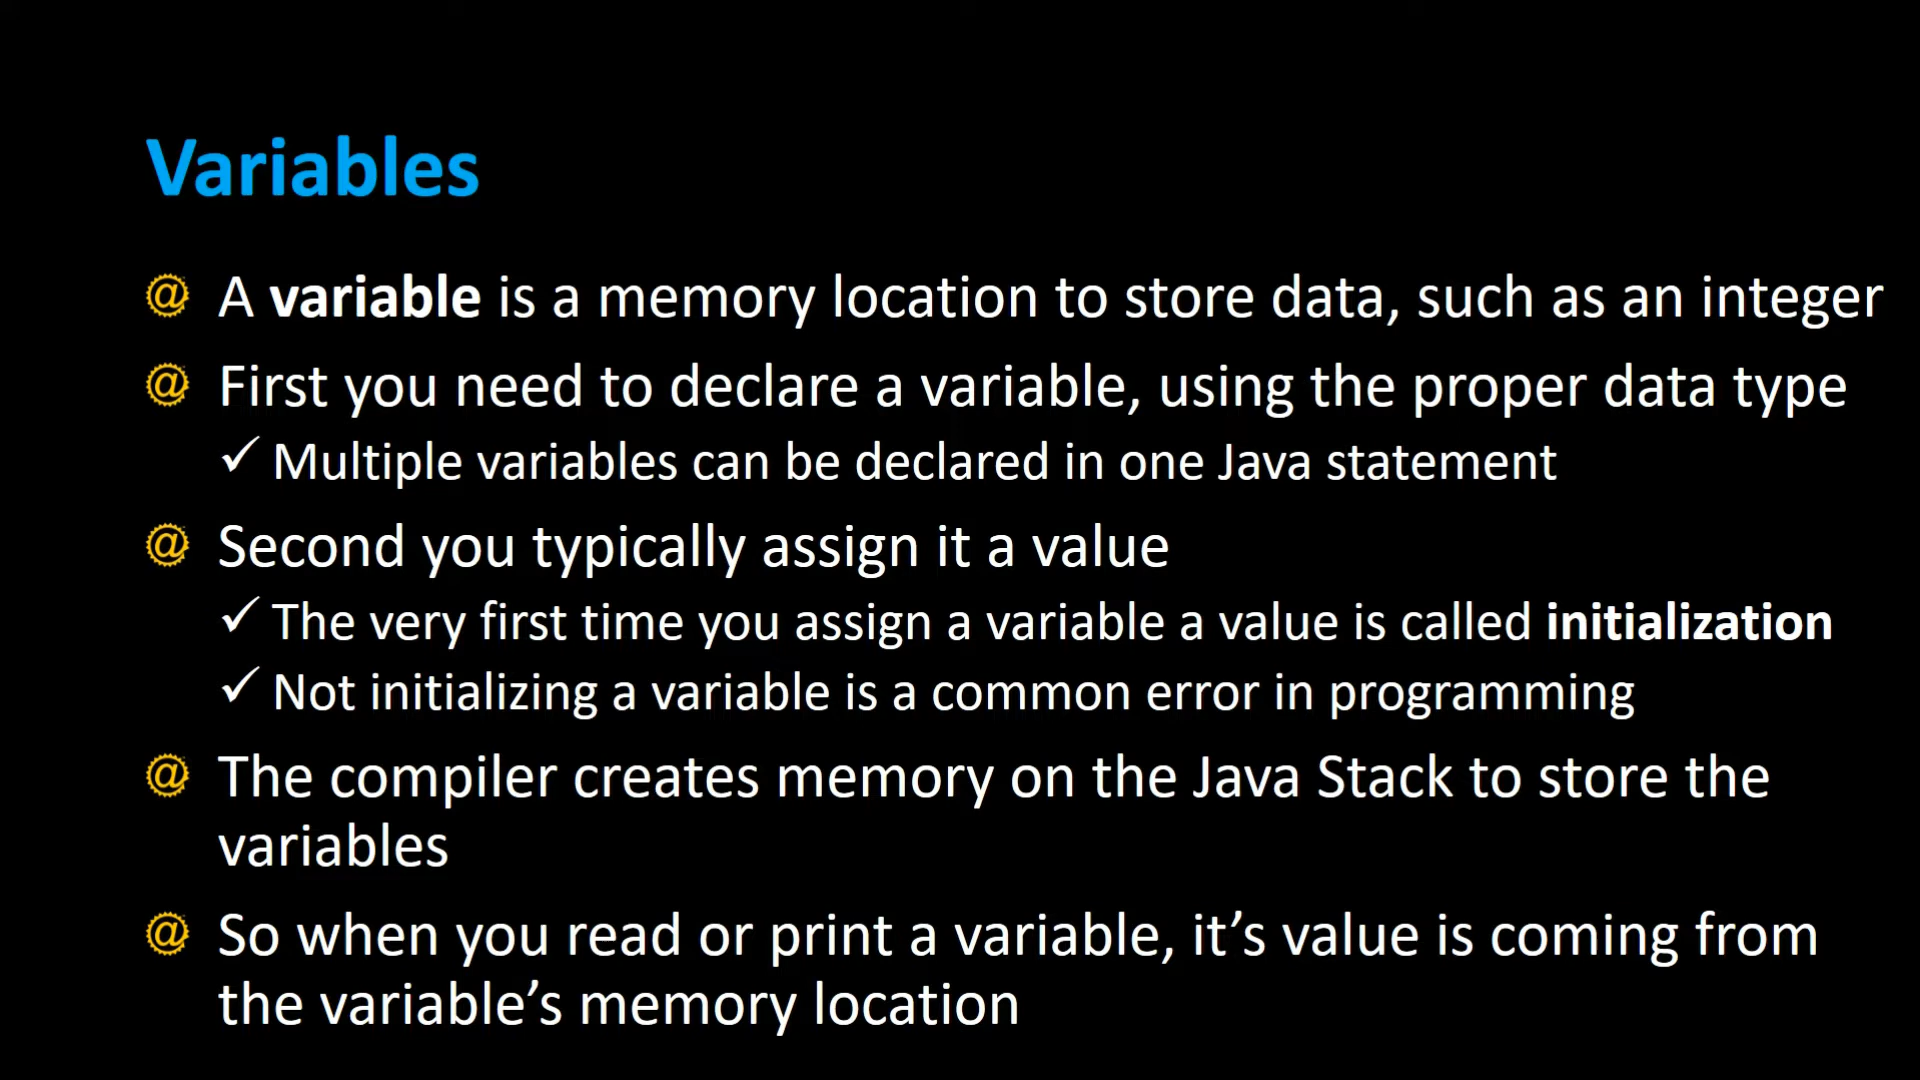 Variables
@ A variable is a memory location to store data, such as an integer
@ First you need to declare a variable, using the proper data type
✓ Multiple variables can be declared in one Java statement
@ Second you typically assign it a value
✓ The very first time you assign a variable a value is called initialization
✓ Not initializing a variable is a common error in programming
@ The compiler creates memory on the Java Stack to store the
variables
@ So when you read or print a variable, it’s value is coming from
the variable’s memory location